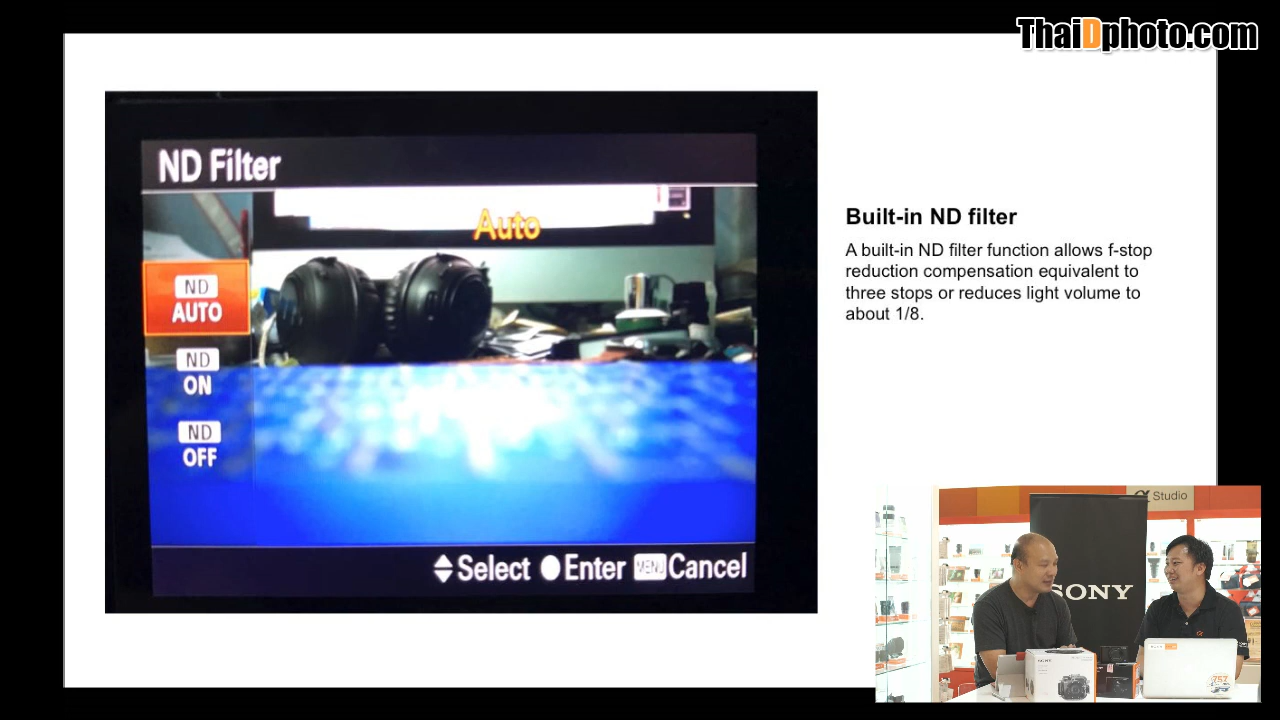 ThaiDphoto.com
ND Filter
Auto
ND
AUTO
ND
ON
ND
OFF
Select Enter MENU Cancel
Built-in ND filter
A built-in ND filter function allows f-stop
reduction compensation equivalent to
three stops or reduces light volume to
about 1/8.
α Studio
SONY
SONY
757